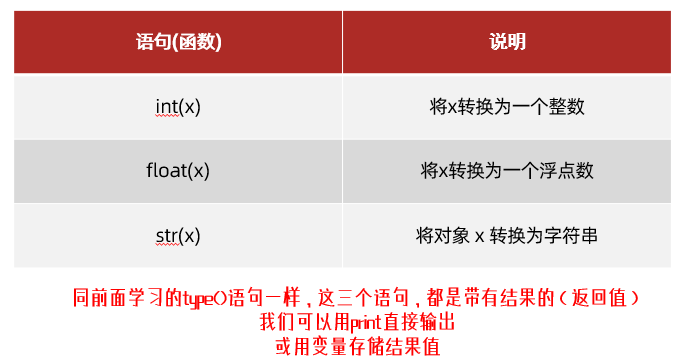 语句(函数) 说明
int(x) 将x转换为一个整数
float(x) 将x转换为一个浮点数
str(x) 将对象 x 转换为字符串
同前面学习的type()语句一样，这三个语句，都是带有结果的（返回值）
我们可以用print直接输出
或用变量存储结果值